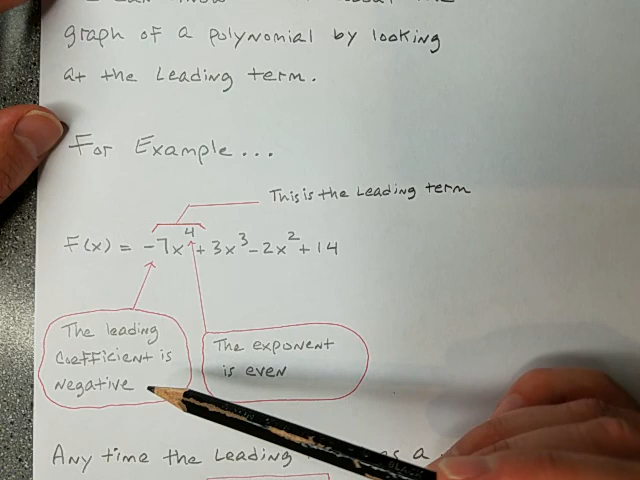 graph of a polynomial by looking
at the Leading term.
For Example...
This is the Leading term
F(x) = -7x⁴ + 3x³ - 2x² + 14
The leading
coefficient is
negative
The exponent
is even
Any time the Leading a